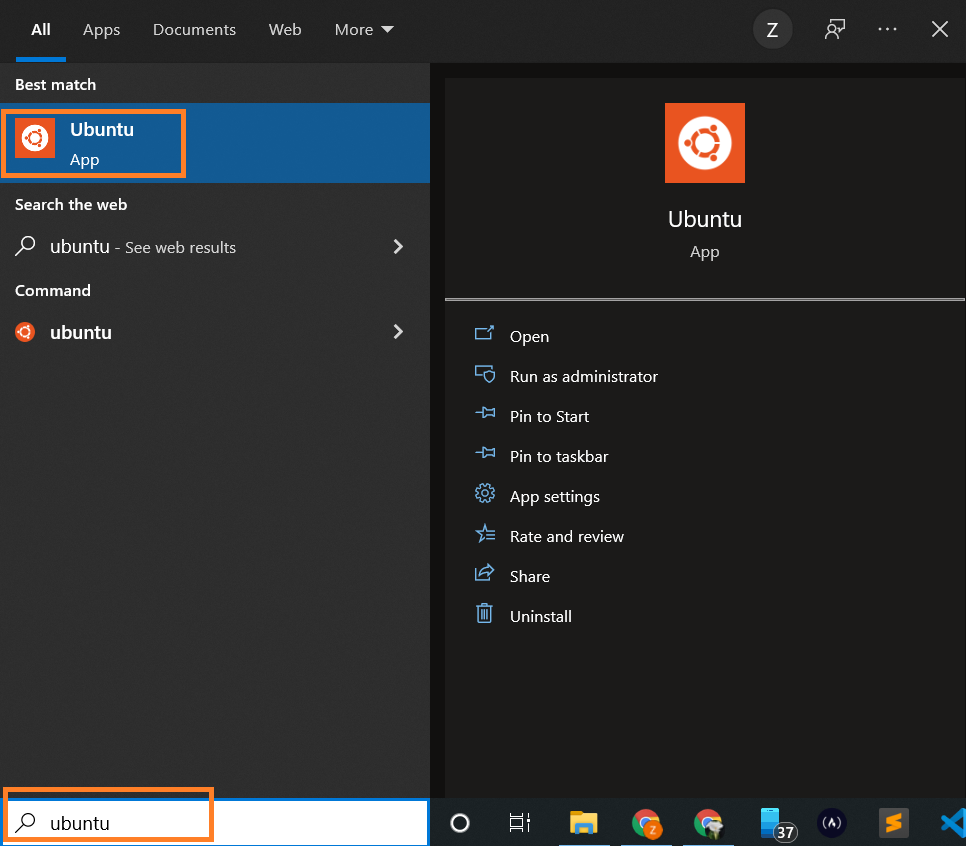 All Apps Documents Web More Z
Best match
Ubuntu
App
Search the web
ubuntu - See web results
Command
ubuntu
Ubuntu
App
Open
Run as administrator
Pin to Start
Pin to taskbar
App settings
Rate and review
Share
Uninstall
ubuntu
Z
37